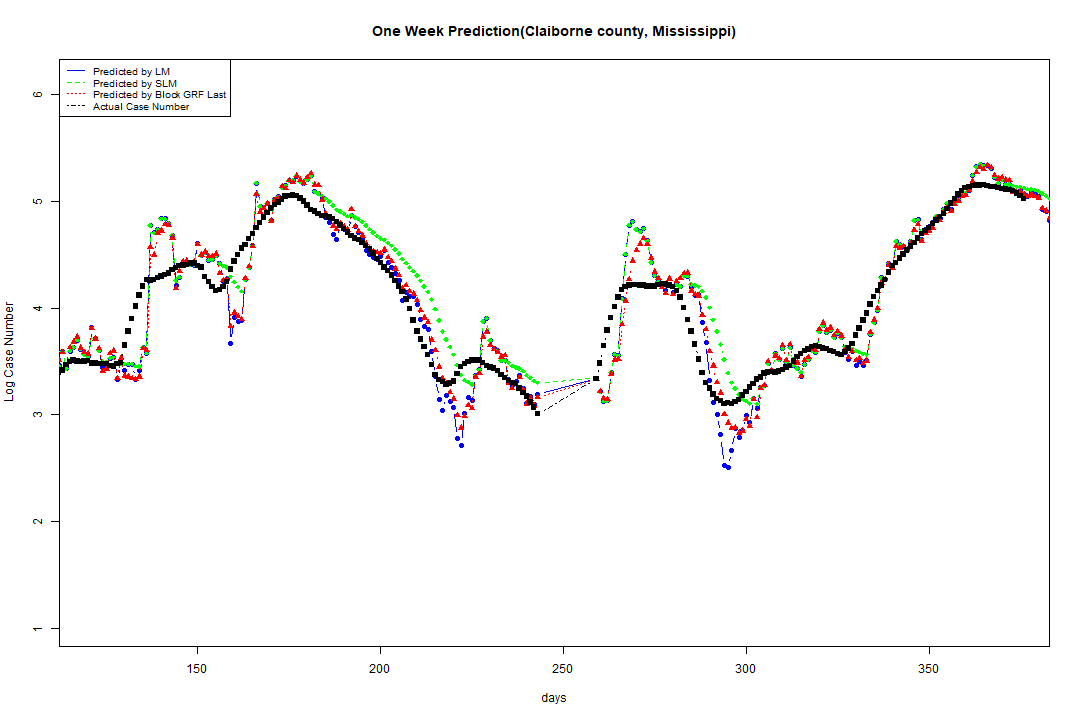 One Week Prediction(Claiborne county, Mississippi)
Predicted by LM
Predicted by SLM
Predicted by Block GRF Last
Actual Case Number
Log Case Number
6
5
4
3
2
1
150 200 250 300 350
days